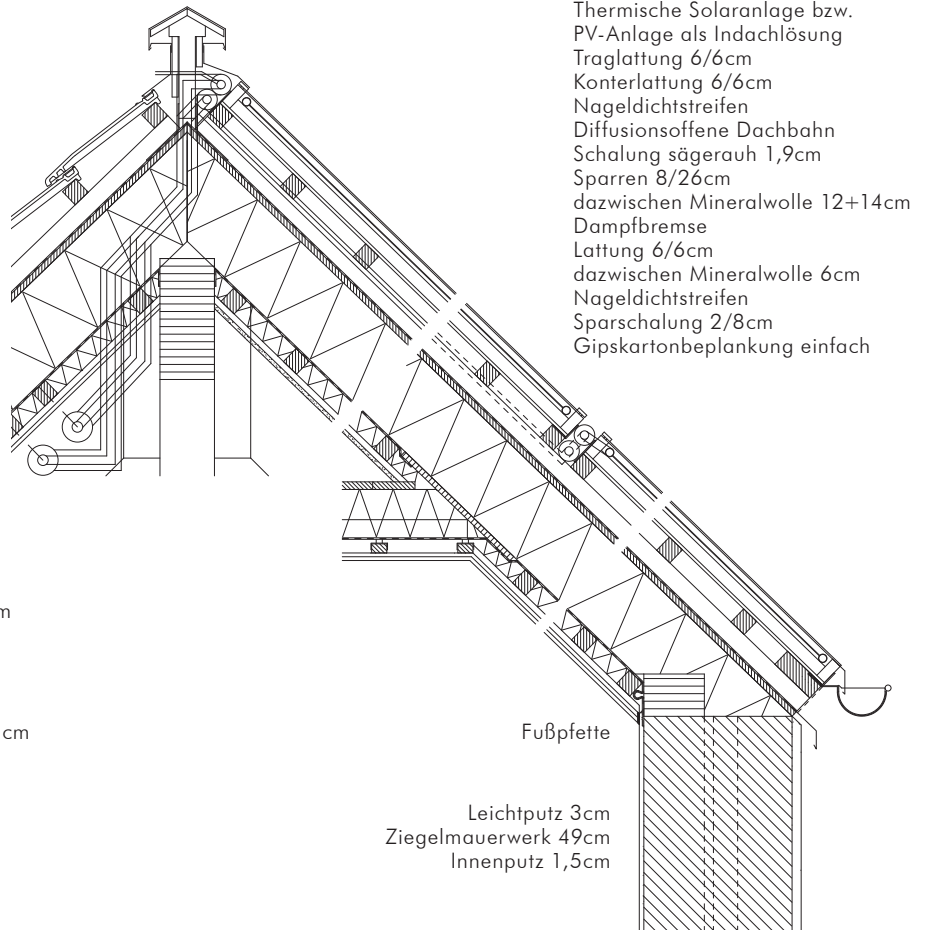 Thermische Solaranlage bzw.
PV-Anlage als Indachlösung
Traglattung 6/6cm
Konterlattung 6/6cm
Nageldichtstreifen
Diffusionsoffene Dachbahn
Schalung sägerauh 1,9cm
Sparren 8/26cm
dazwischen Mineralwolle 12+14cm
Dampfbremse
Lattung 6/6cm
dazwischen Mineralwolle 6cm
Nageldichtstreifen
Sparschalung 2/8cm
Gipskartonbeplankung einfach
m
cm
Fußpfette
Leichtputz 3cm
Ziegelmauerwerk 49cm
Innenputz 1,5cm